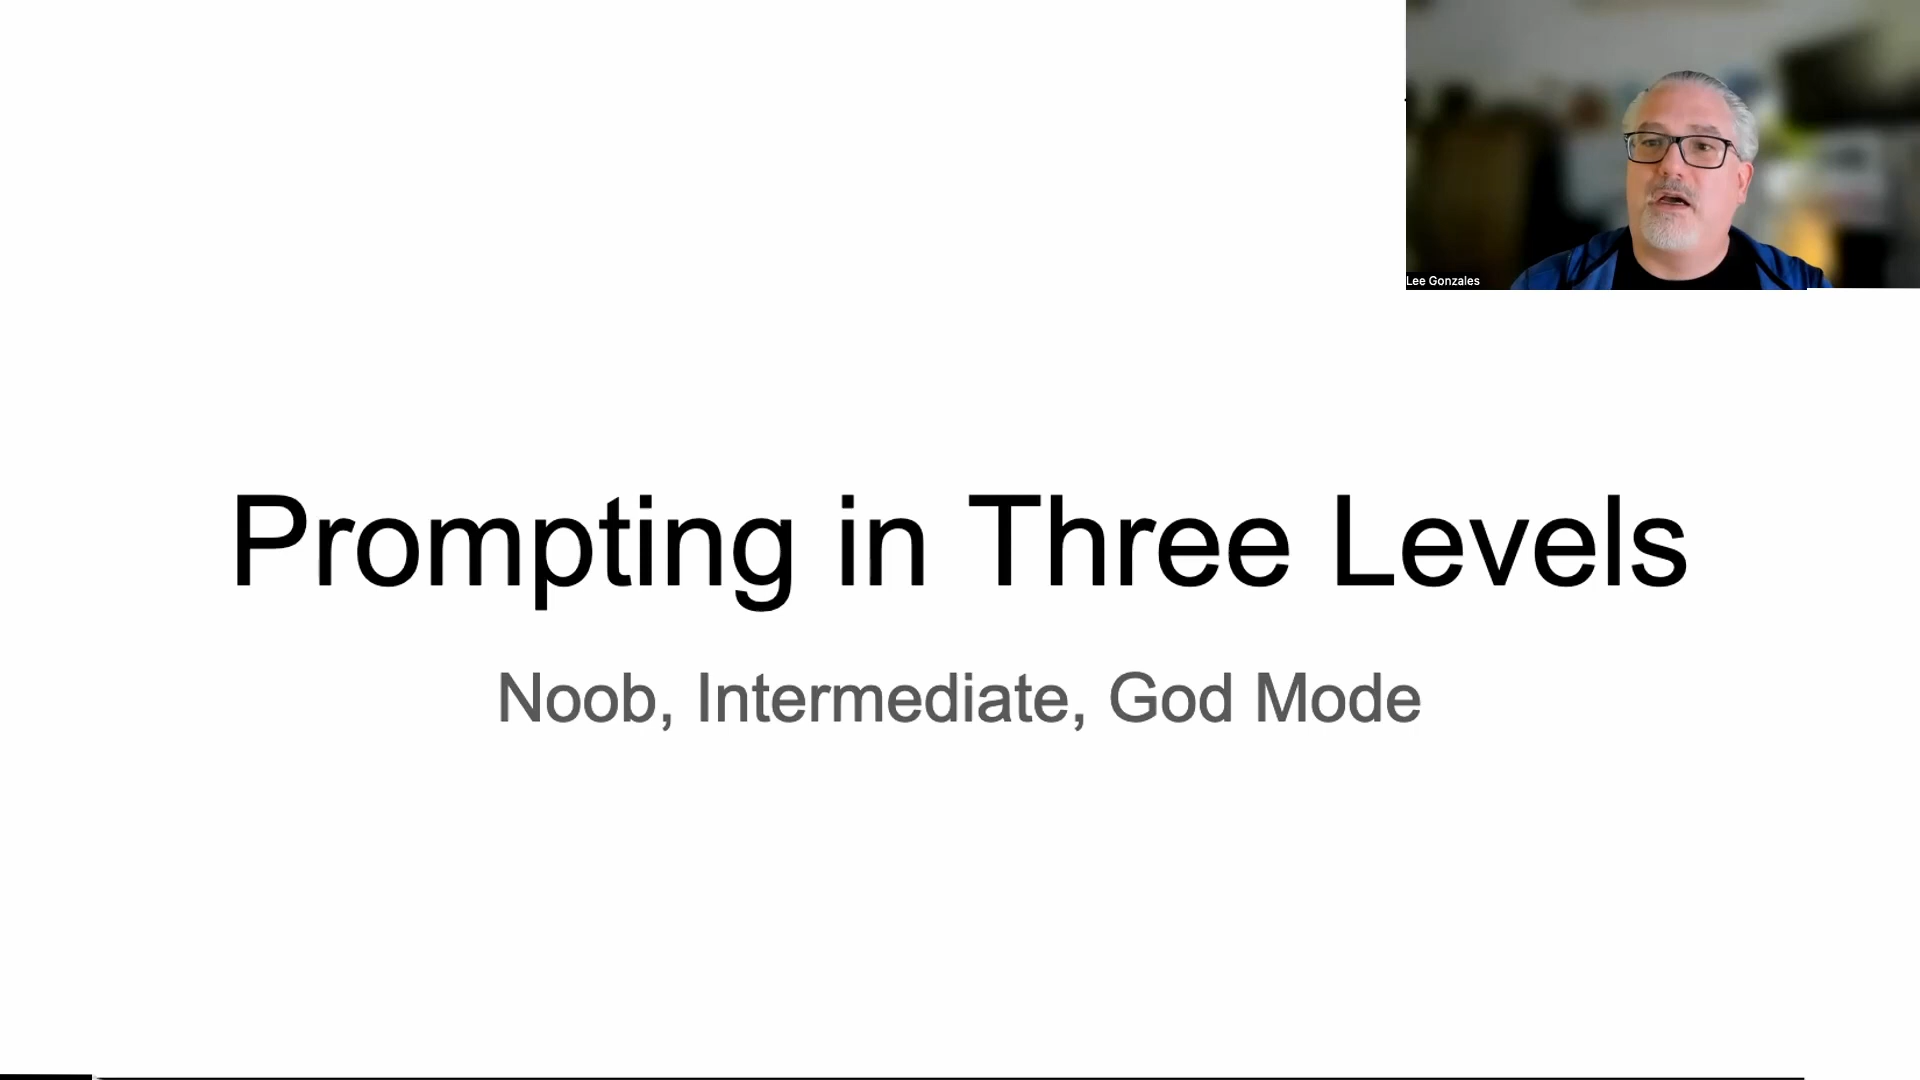 Lee Gonzales
Prompting in Three Levels
Noob, Intermediate, God Mode